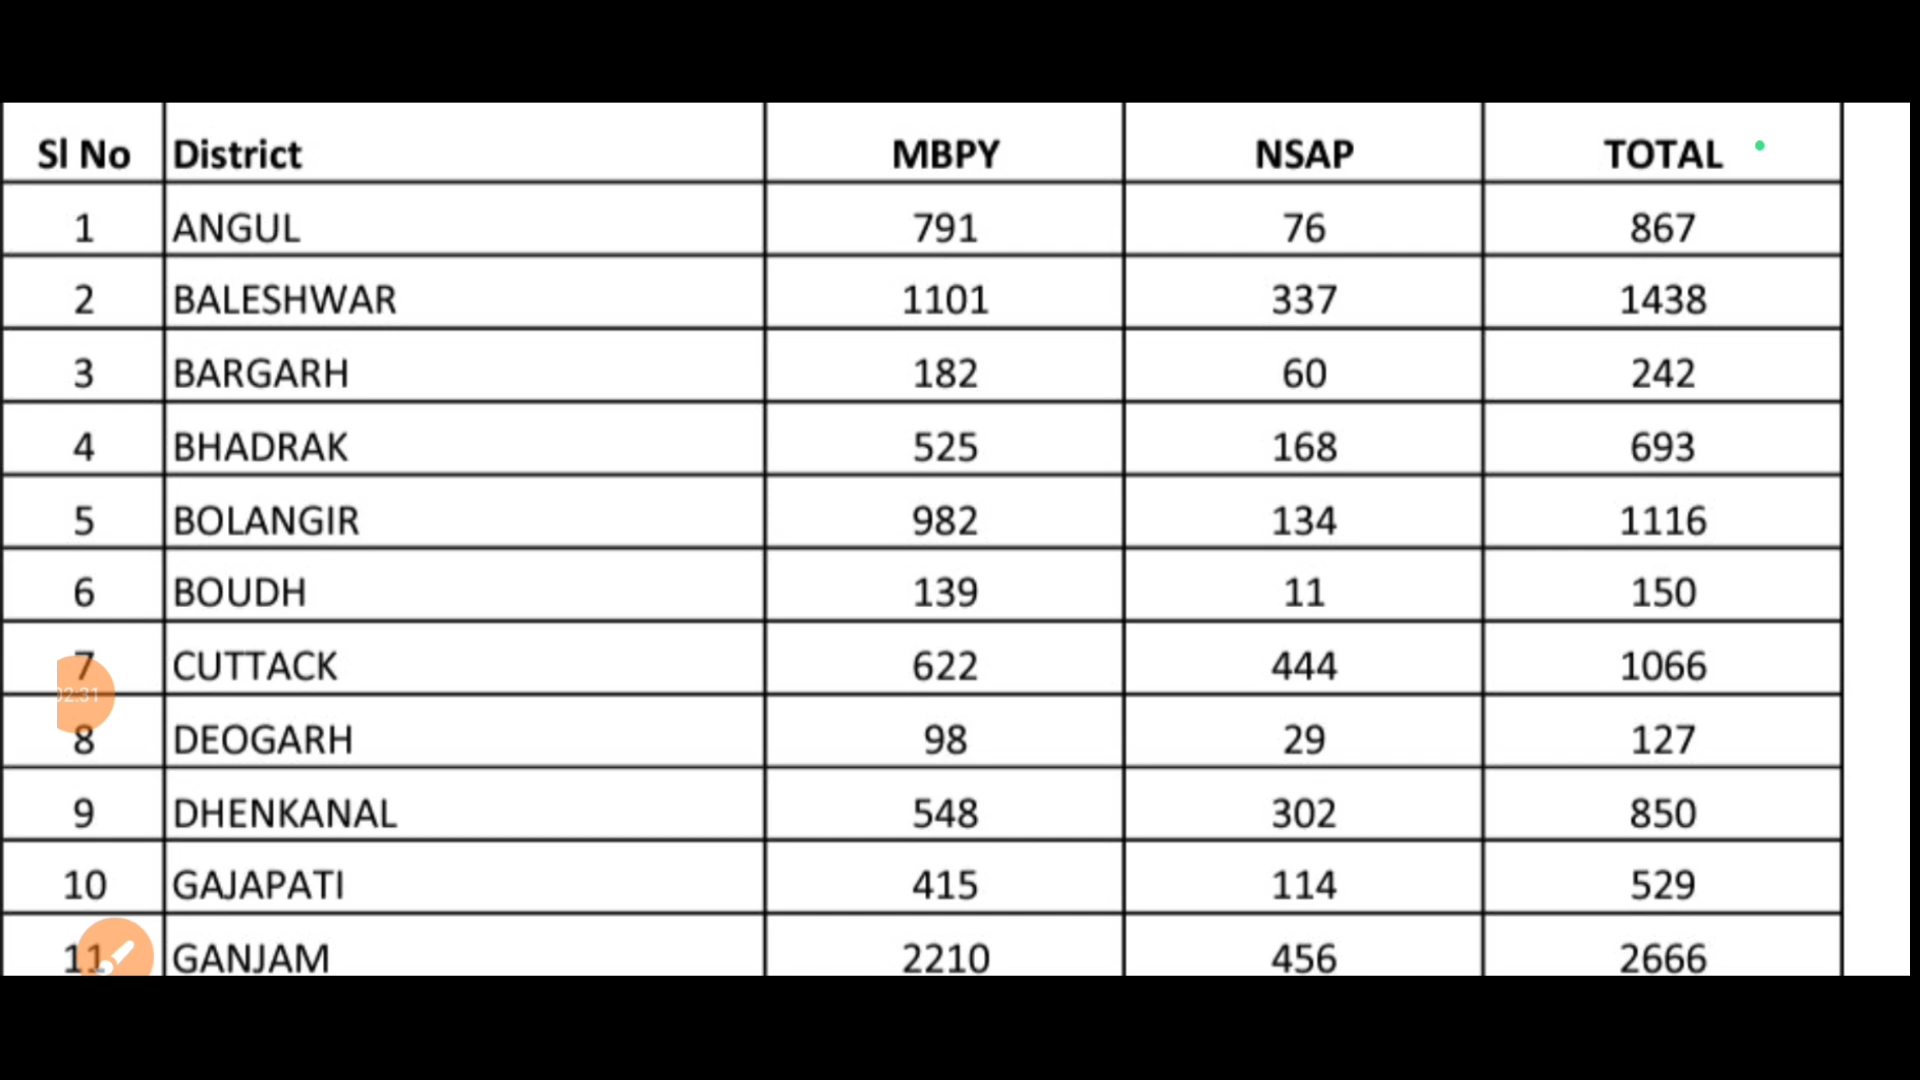 Sl No District MBPY NSAP TOTAL
1 ANGUL 791 76 867
2 BALESHWAR 1101 337 1438
3 BARGARH 182 60 242
4 BHADRAK 525 168 693
5 BOLANGIR 982 134 1116
6 BOUDH 139 11 150
7 CUTTACK 622 444 1066
02:31
8 DEOGARH 98 29 127
9 DHENKANAL 548 302 850
10 GAJAPATI 415 114 529
11 GANJAM 2210 456 2666